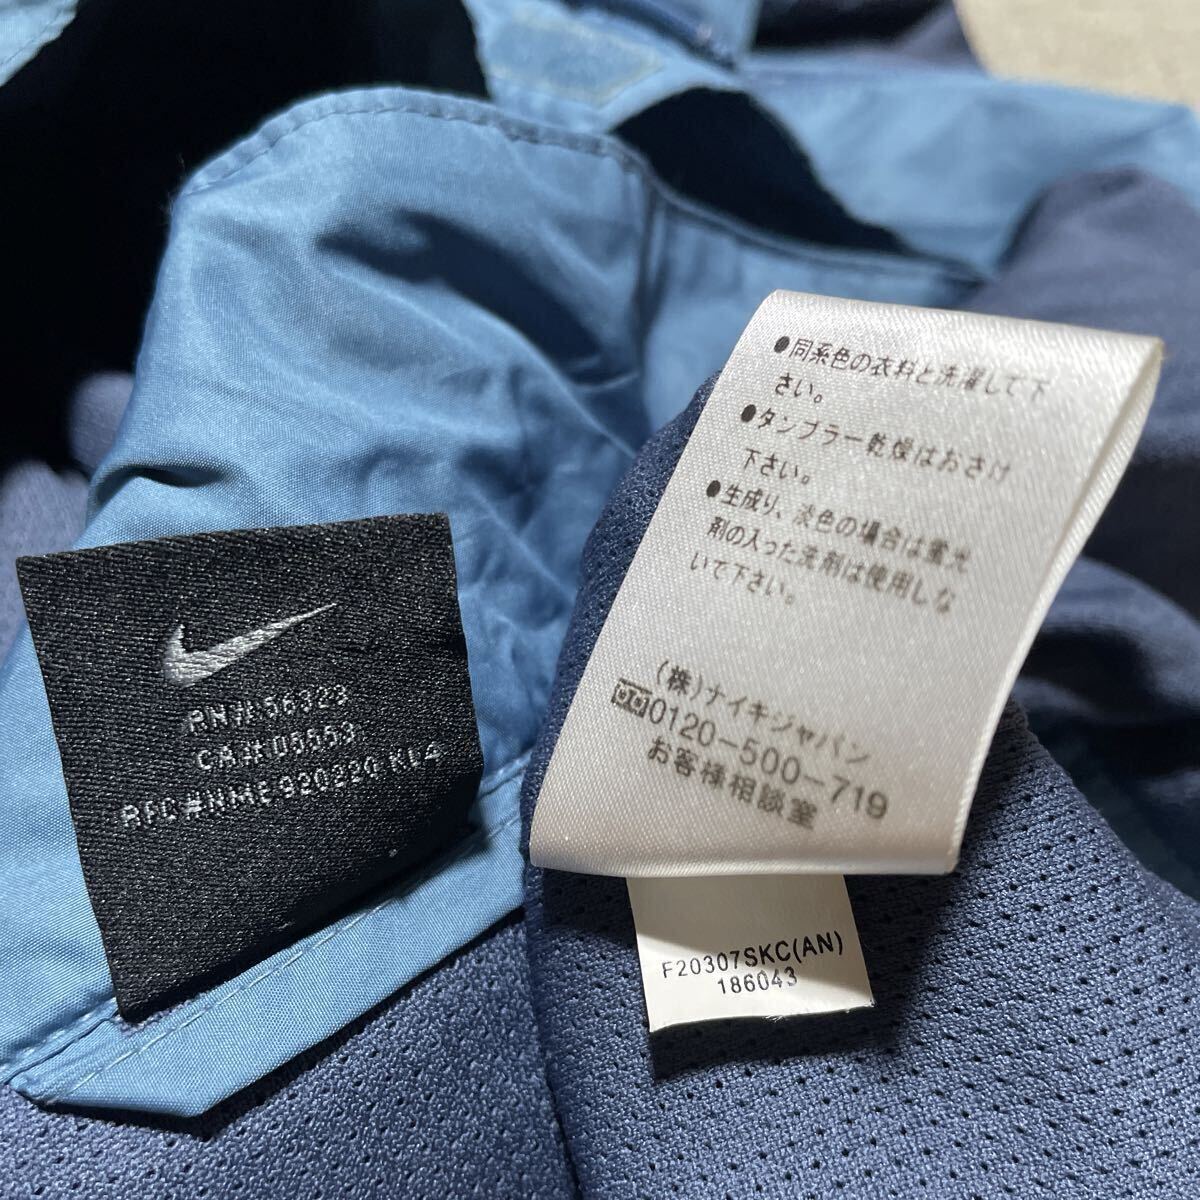 ●同系色の衣料と洗濯して下
さい。
●タンブラー乾燥はおさけ
下さい。
●生成り、淡色の場合は蛍光
剤の入った洗剤は使用しな
いで下さい。
(株)ナイキジャパン
0120-500-719
お客様相談室
F20307SKC(AN)
186043
RN# 56323
CA# 05553